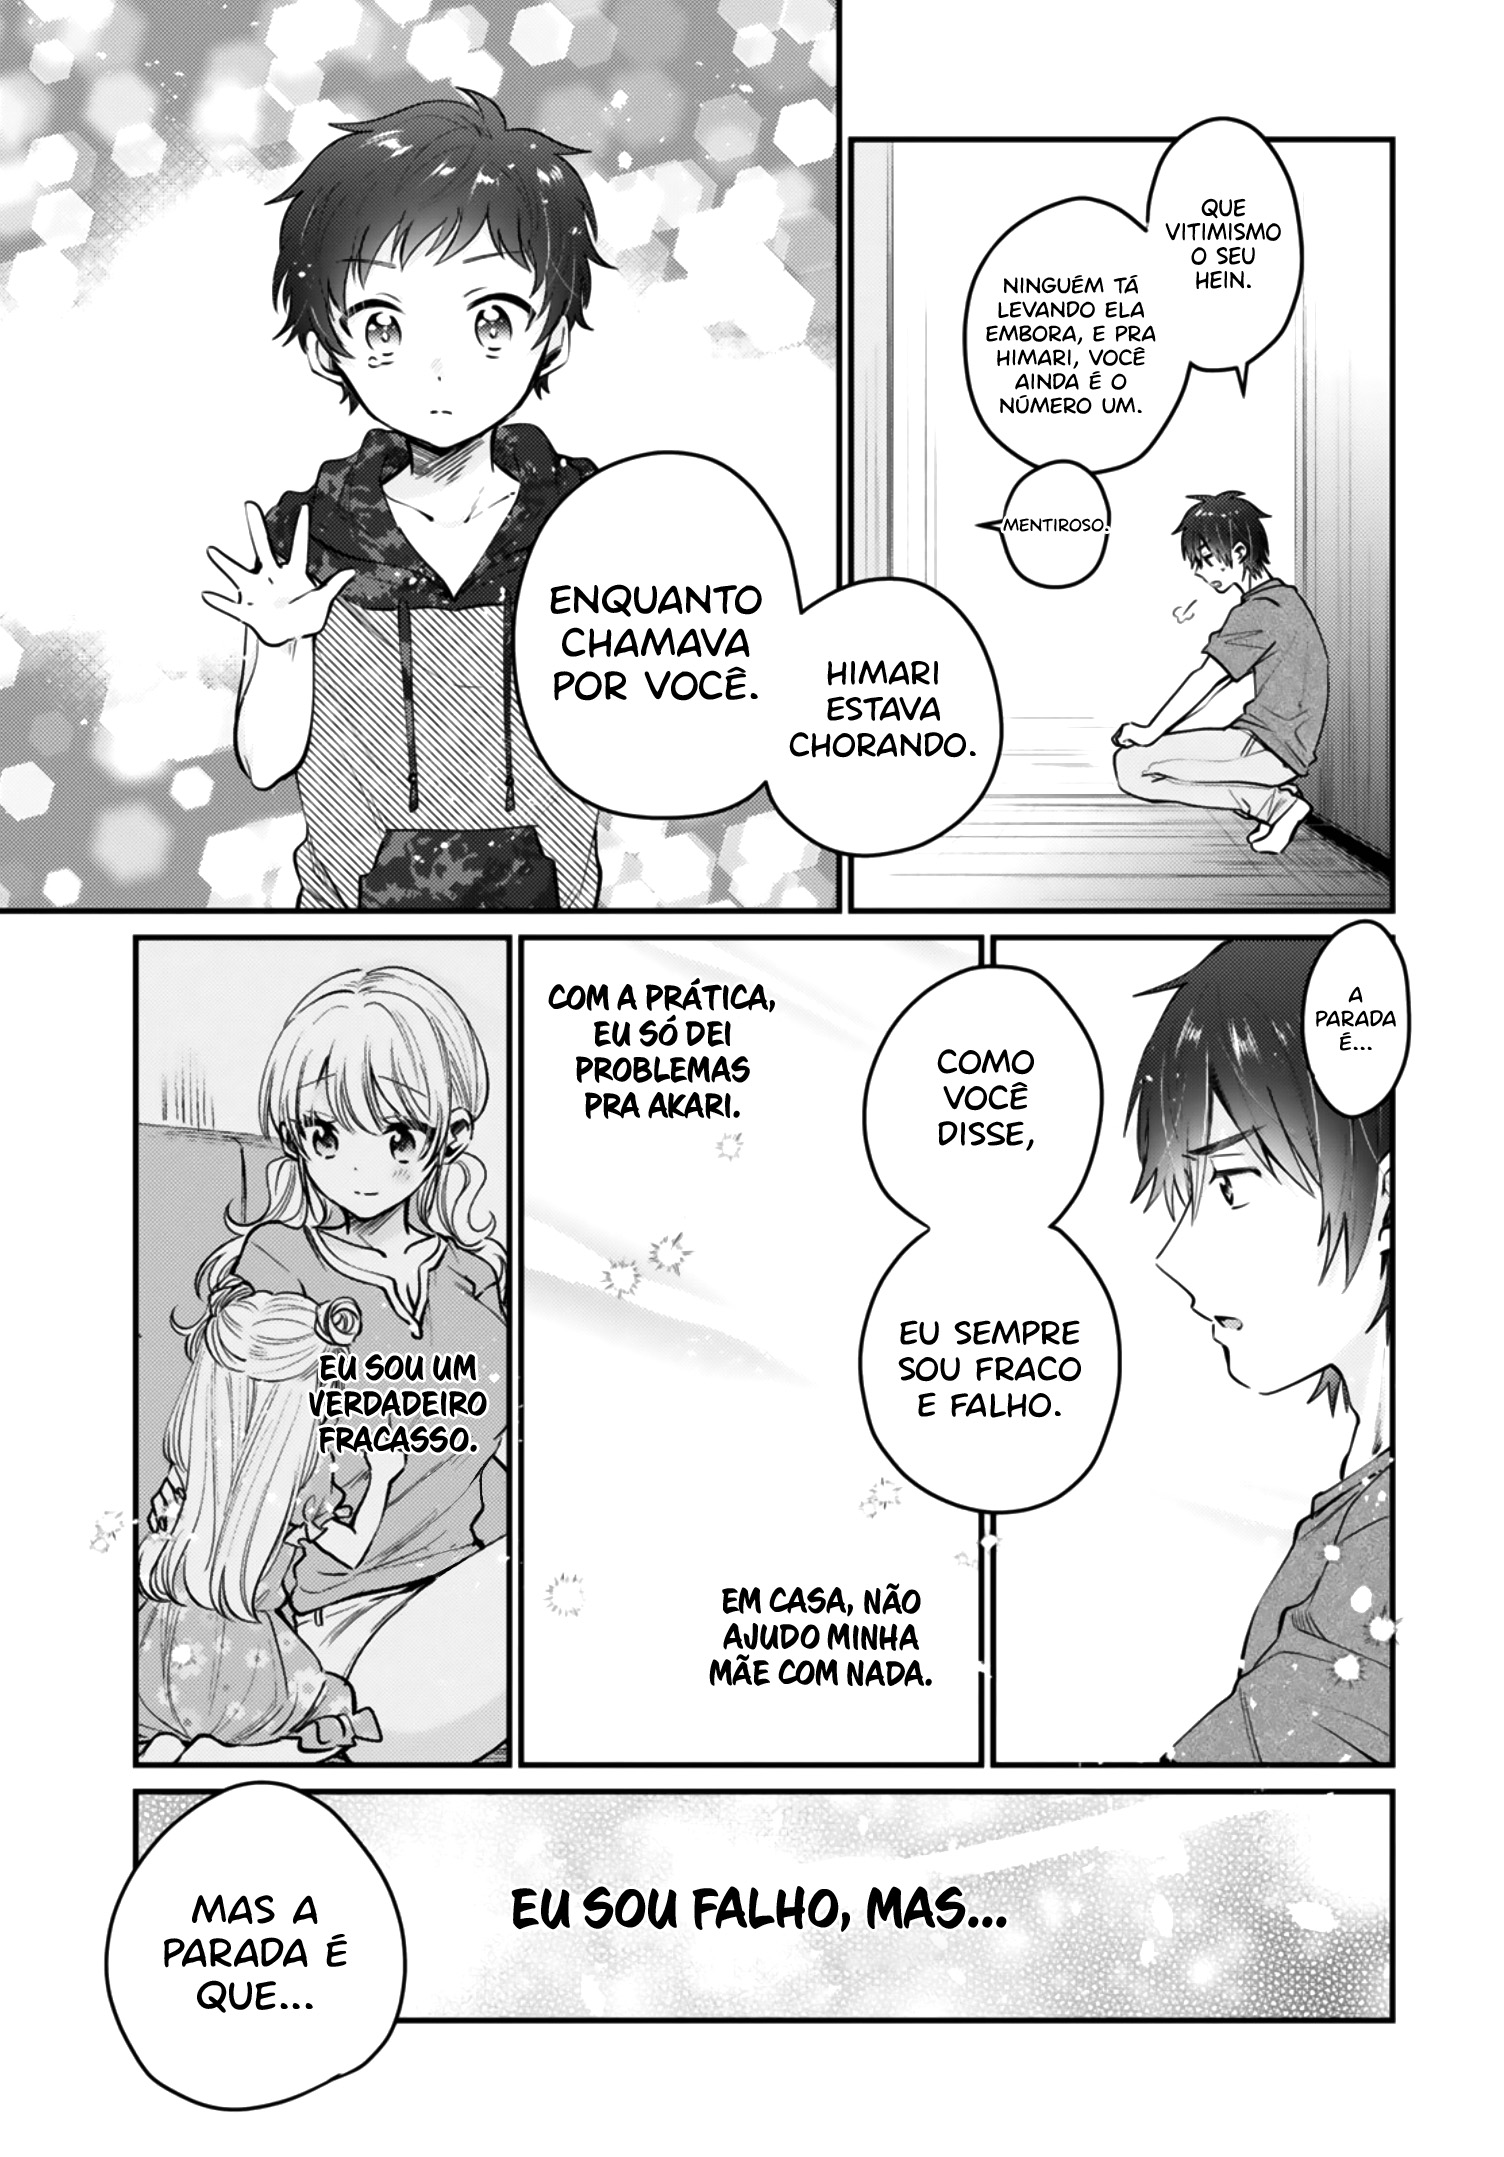 QUE
VITIMISMO
O SEU
HEIN.
NINGUÉM TÁ
LEVANDO ELA
EMBORA, E PRA
HIMARI, VOCÊ
AINDA É O
NÚMERO UM.
MENTIROSO.
HIMARI
ESTAVA
CHORANDO.
ENQUANTO
CHAMAVA
POR VOCÊ.
A
PARADA
É...
COMO
VOCÊ
DISSE,
EU SEMPRE
SOU FRACO
E FALHO.
COM A PRÁTICA,
EU SÓ DEI
PROBLEMAS
PRA AKARI.
EM CASA, NÃO
AJUDO MINHA
MÃE COM NADA.
EU SOU UM
VERDADEIRO
FRACASSO.
EU SOU FALHO, MAS...
MAS A
PARADA É
QUE...